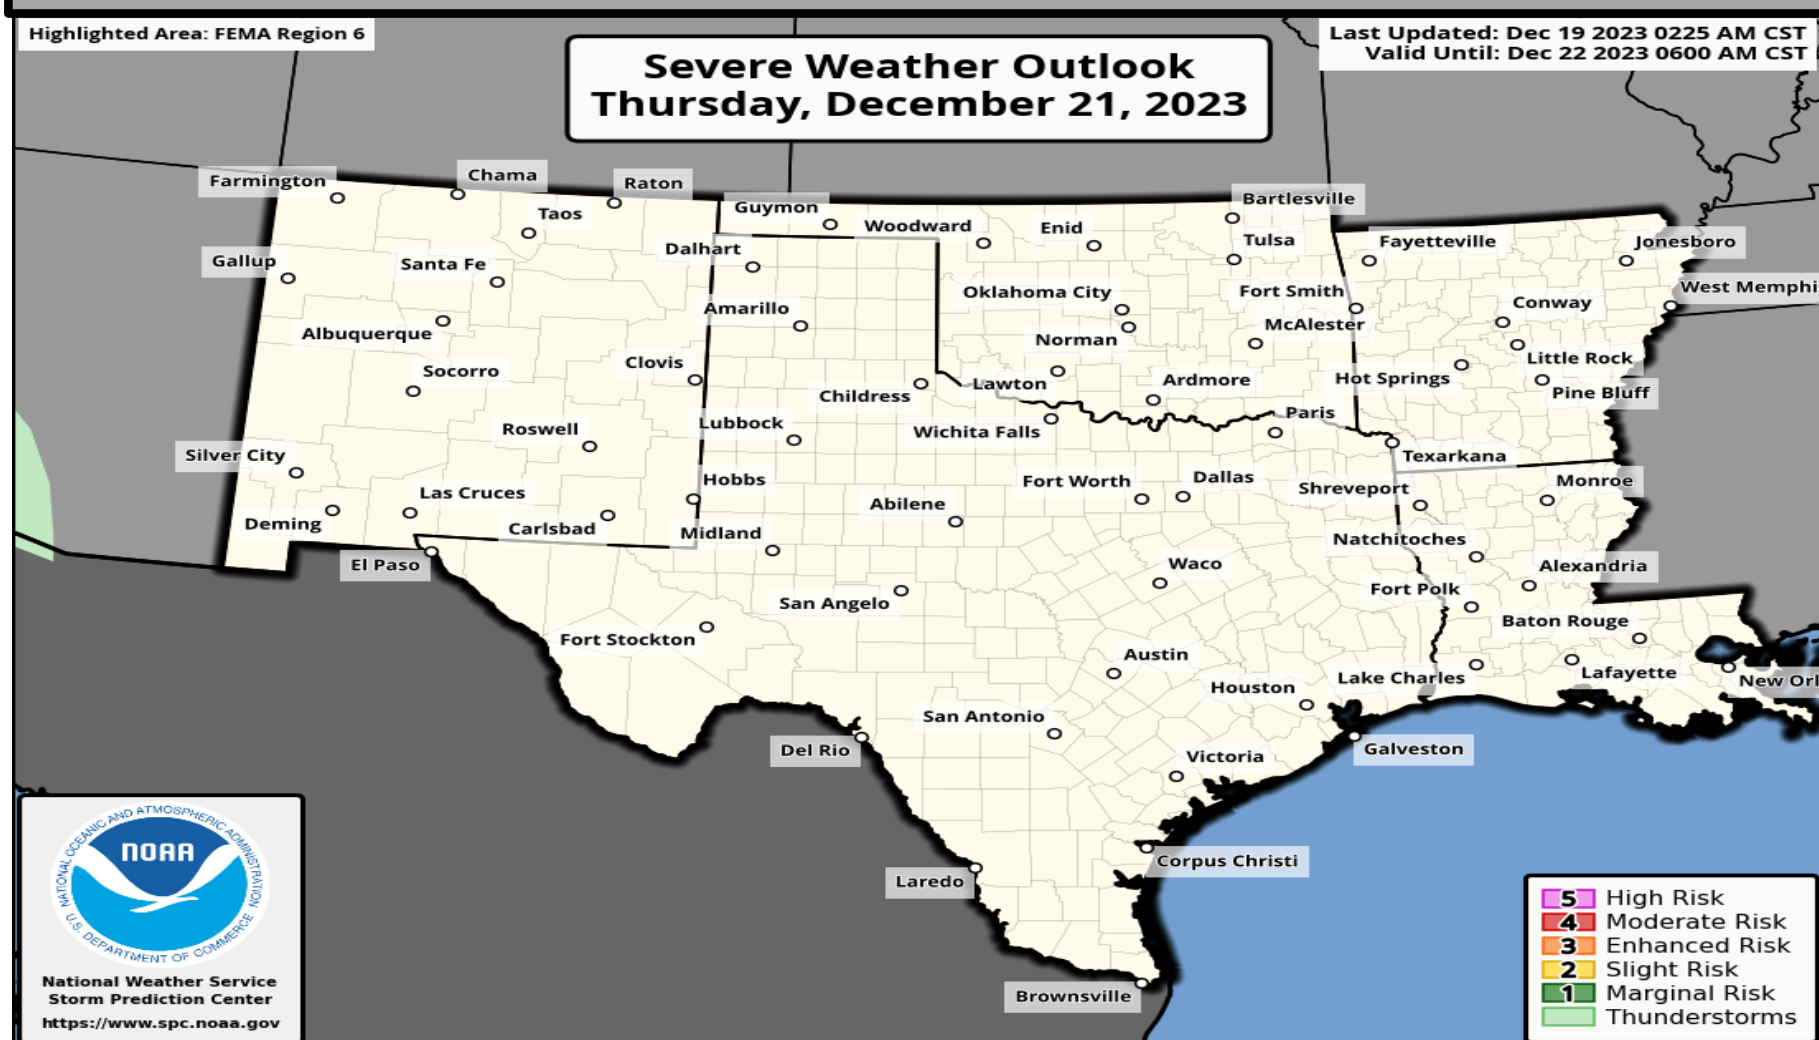 Highlighted Area: FEMA Region 6
Last Updated: Dec 19 2023 0225 AM CST
Valid Until: Dec 22 2023 0600 AM CST
Severe Weather Outlook
Thursday, December 21, 2023
Farmington
Chama
Raton
Taos
Guymon
Woodward
Enid
Bartlesville
Tulsa
Fayetteville
Jonesboro
Gallup
Santa Fe
Dalhart
Oklahoma City
Fort Smith
Conway
West Memphi
Albuquerque
Amarillo
Norman
McAlester
Little Rock
Socorro
Clovis
Childress
Lawton
Ardmore
Hot Springs
Pine Bluff
Roswell
Lubbock
Wichita Falls
Paris
Texarkana
Silver City
Las Cruces
Hobbs
Abilene
Fort Worth
Dallas
Shreveport
Monroe
Deming
Carlsbad
Midland
Natchitoches
El Paso
Waco
Alexandria
San Angelo
Fort Polk
Fort Stockton
Baton Rouge
Austin
Houston
Lake Charles
Lafayette
New Orl
San Antonio
Del Rio
Victoria
Galveston
Corpus Christi
Laredo
Brownsville
NATIONAL OCEANIC AND ATMOSPHERIC ADMINISTRATION
NOAA
U.S. DEPARTMENT OF COMMERCE
National Weather Service
Storm Prediction Center
https://www.spc.noaa.gov
5 High Risk
4 Moderate Risk
3 Enhanced Risk
2 Slight Risk
1 Marginal Risk
Thunderstorms